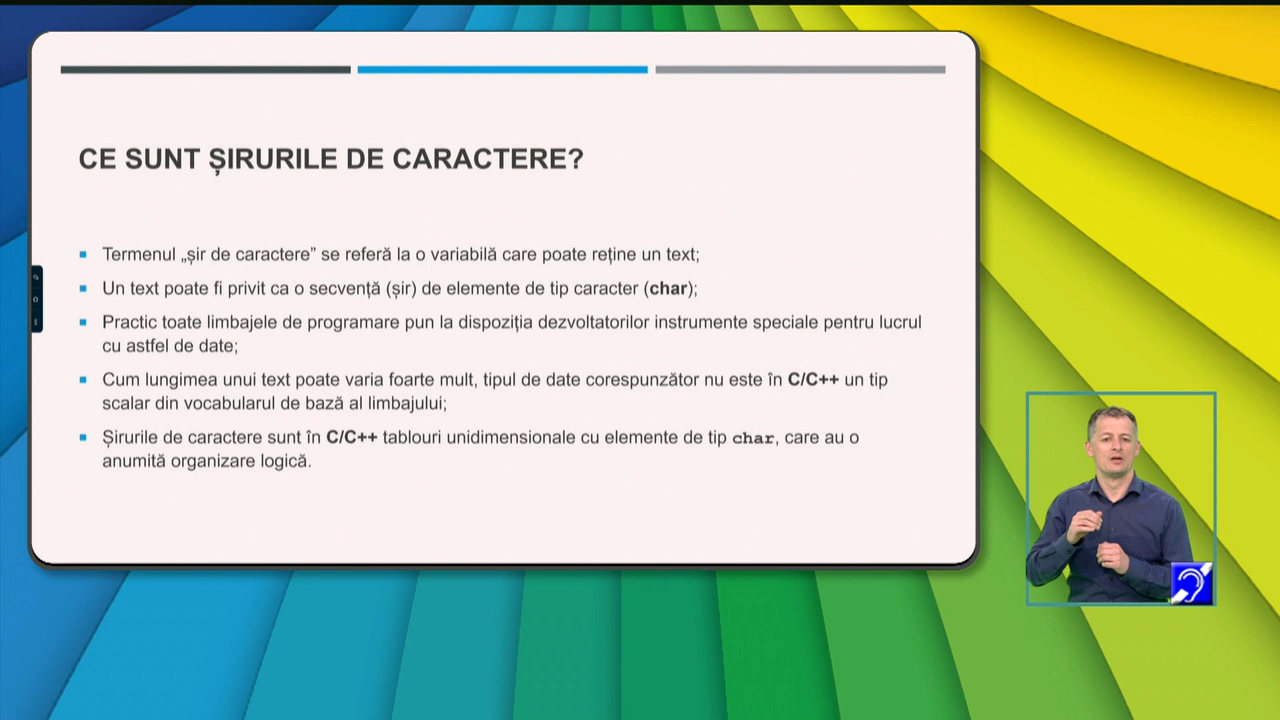 CE SUNT ȘIRURILE DE CARACTERE?
Termenul „șir de caractere” se referă la o variabilă care poate reține un text;
Un text poate fi privit ca o secvență (șir) de elemente de tip caracter (char);
Practic toate limbajele de programare pun la dispoziția dezvoltatorilor instrumente speciale pentru lucrul
cu astfel de date;
Cum lungimea unui text poate varia foarte mult, tipul de date corespunzător nu este în C/C++ un tip
scalar din vocabularul de bază al limbajului;
Șirurile de caractere sunt în C/C++ tablouri unidimensionale cu elemente de tip char, care au o
anumită organizare logică.